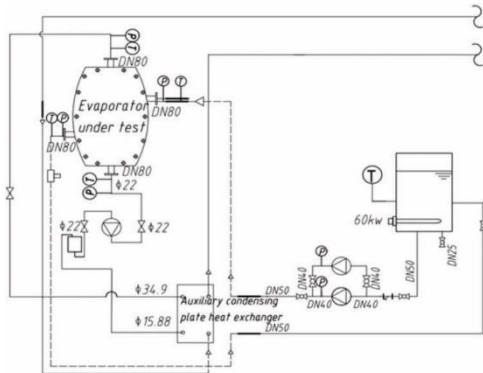 P
T
DN80
P
T
Evaporator
under test
T
P
DN80
DN80
DN80
T
P
Φ22
Φ22
Φ22
T
60kw
DN25
DN50
P
P
DN40
DN40
DN40
DN40
DN50
Φ34.9
Auxiliary condensing
plate heat exchanger
Φ15.88
DN50